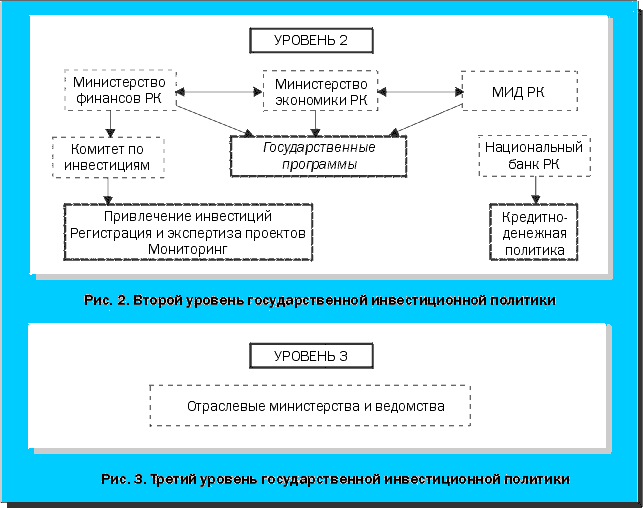 УРОВЕНЬ 2
Министерство
финансов РК
Министерство
экономики РК
МИД РК
Комитет по
инвестициям
Государственные
программы
Национальный
банк РК
Привлечение инвестиций
Регистрация и экспертиза проектов
Мониторинг
Кредитно-
денежная
политика
Рис. 2. Второй уровень государственной инвестиционной политики
УРОВЕНЬ 3
Отраслевые министерства и ведомства
Рис. 3. Третий уровень государственной инвестиционной политики